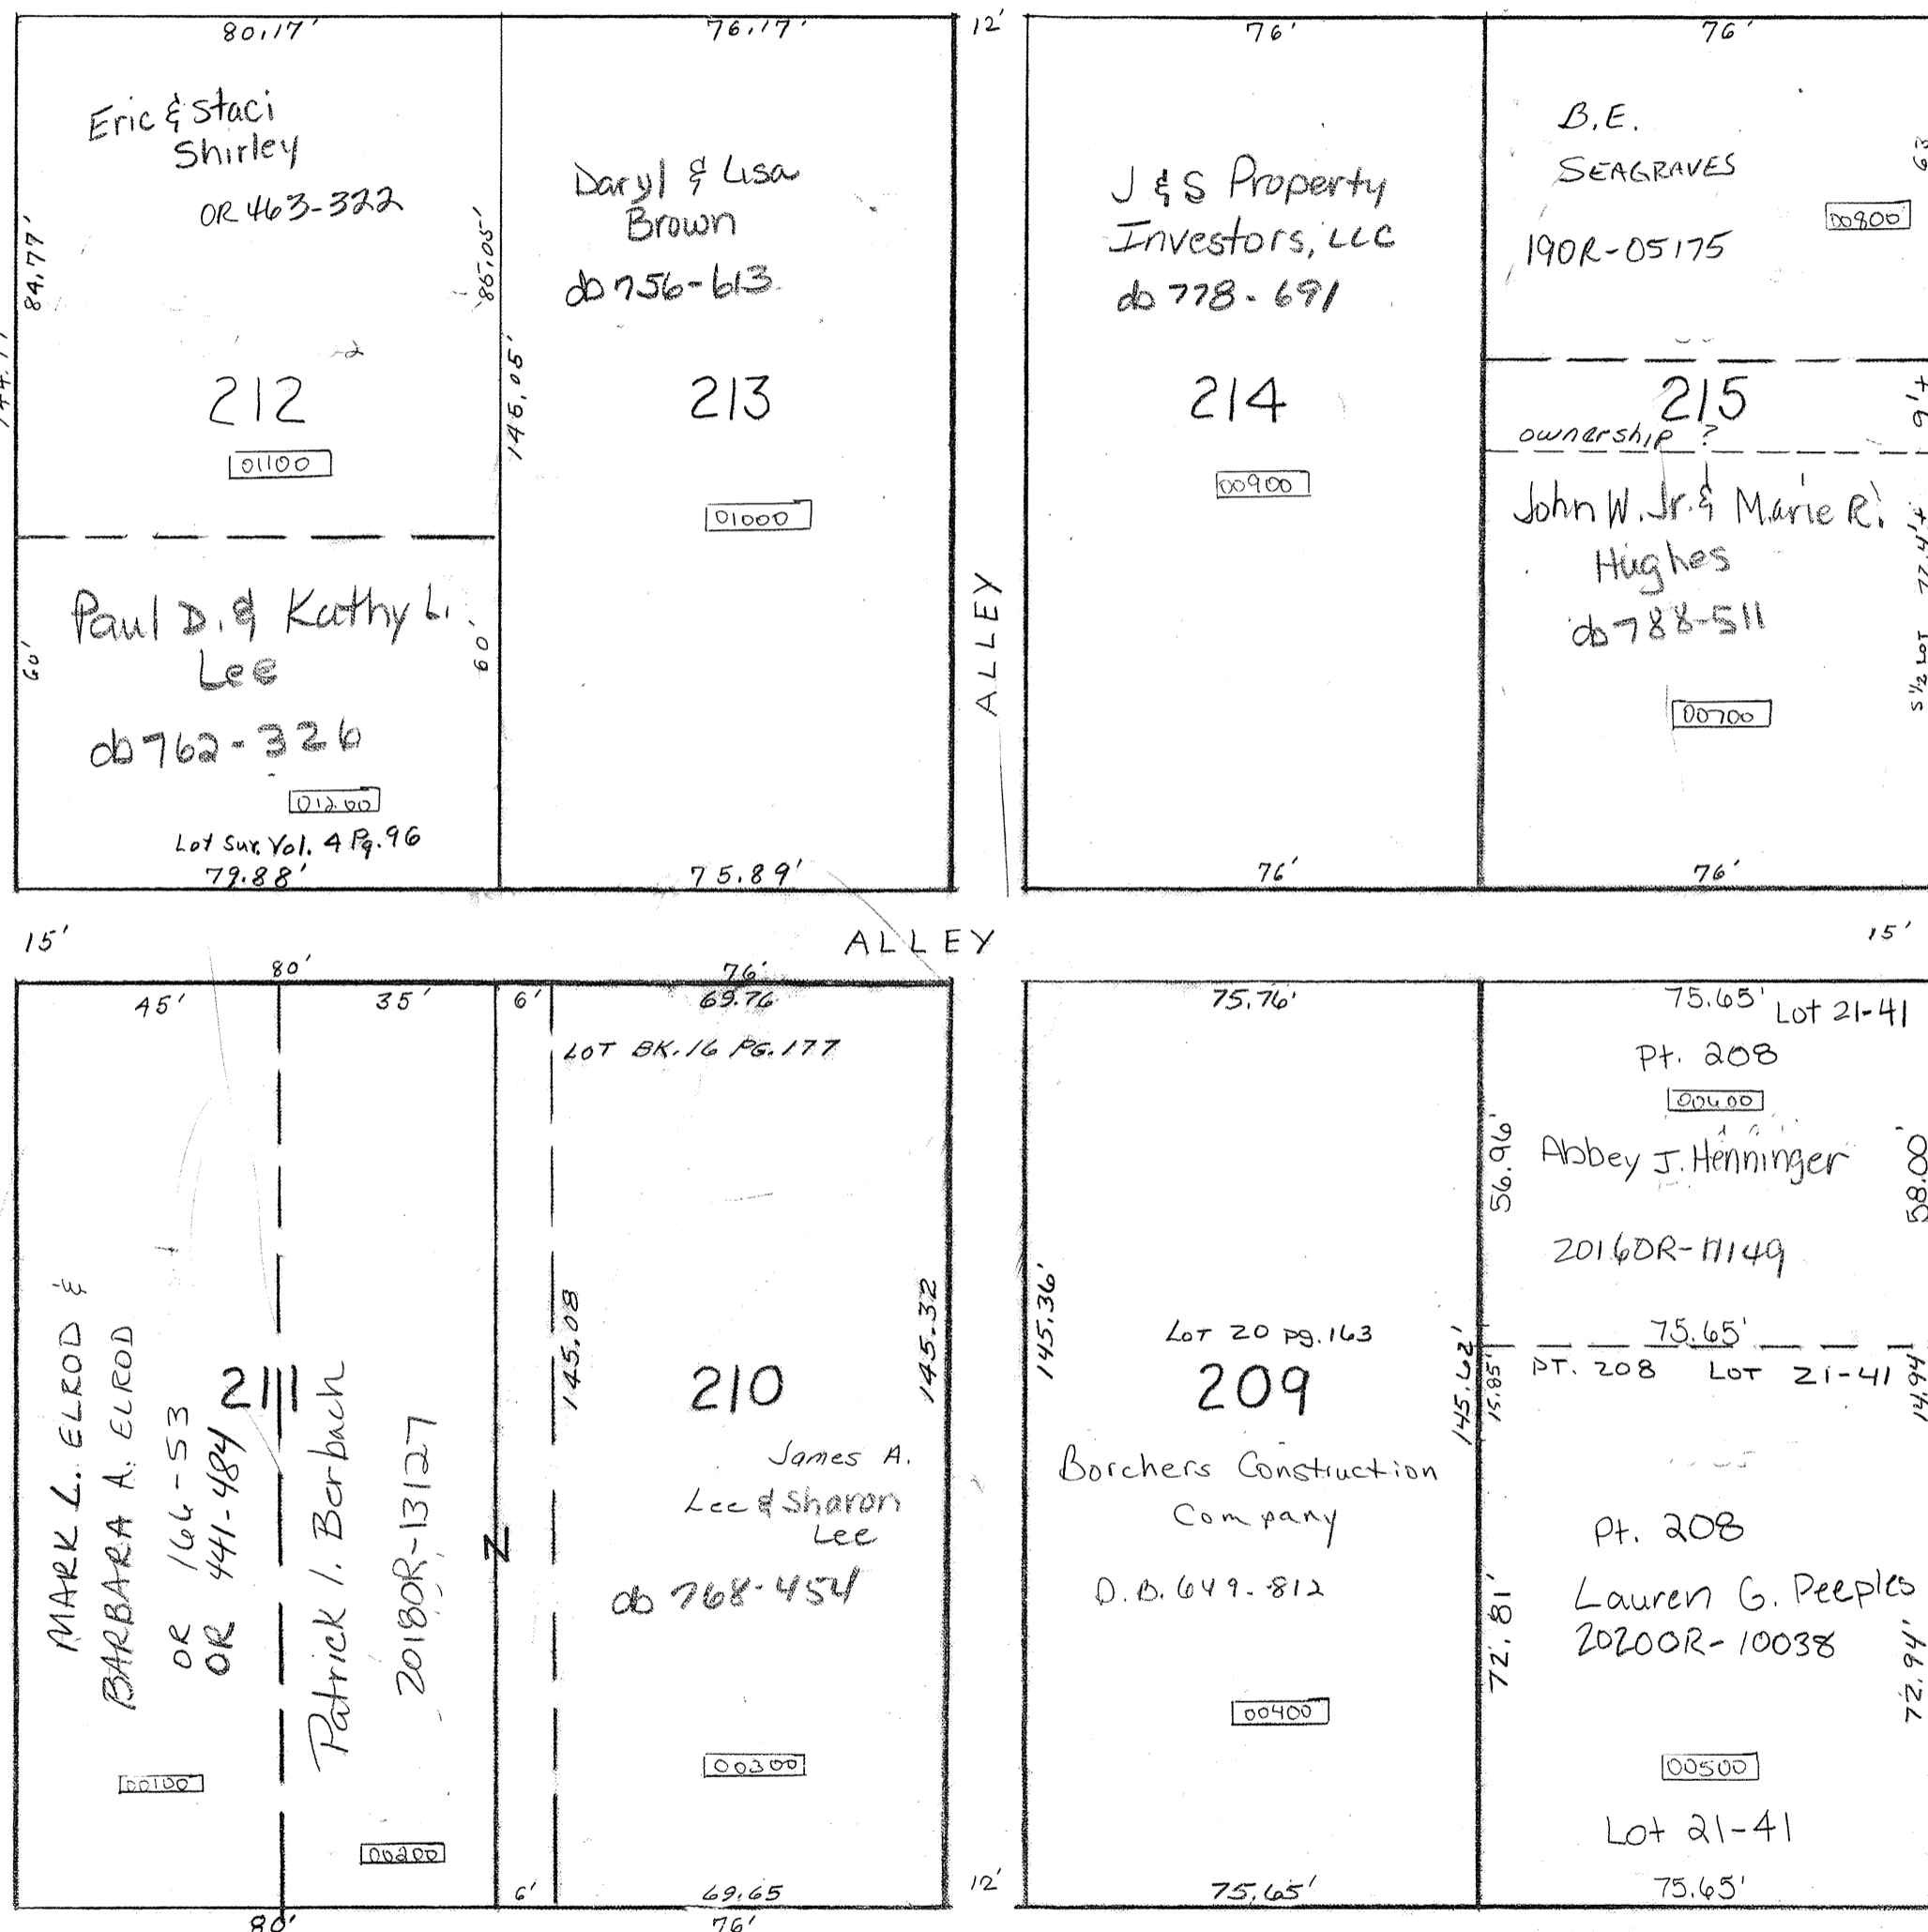 80.17'
Eric & Staci
Shirley
OR 463-322
84.77'
85.05'
212
01100
Paul D. & Kathy L.
Lee
60'
60'
db 762-326
01200
Lot Sur. Vol. 4 Pg. 96
79.88'
76.17'
Daryl & Lisa
Brown
db 756-613
145.05'
213
01000
75.89'
12'
ALLEY
76'
J & S Property
Investors, LLC
db 778-691
214
00900
76'
76'
B.E.
SEAGRAVES
63
00800
190R-05175
215
9'±
ownership ?
John W. Jr. & Marie R.
Hughes
db 788-511
77.4'±
S 1/2 LOT
00700
76'
15'
ALLEY
15'
80'
45'
35'
MARK L. ELROD &
BARBARA A. ELROD
OR 166-53
OR 441-484
211
00100
Patrick I. Berbach
2018OR-13127
00200
80'
76'
6'
69.76
LOT BK. 16 PG. 177
145.08
145.32
210
James A.
Lee & Sharon
Lee
db 768-454
Z
00300
6'
69.65
76'
12'
75.76'
145.36'
Lot 20 pg. 163
209
145.62'
Borchers Construction
Company
D.B. 649-812
00400
75.65'
75.65'
Lot 21-41
Pt. 208
00600
56.96'
Abbey J. Henninger
58.00'
2016OR-11149
75.65'
PT. 208 LOT 21-41
15.85'
14.94'
Pt. 208
Lauren G. Peeples
2020OR-10038
72.81'
72.94'
00500
Lot 21-41
75.65'